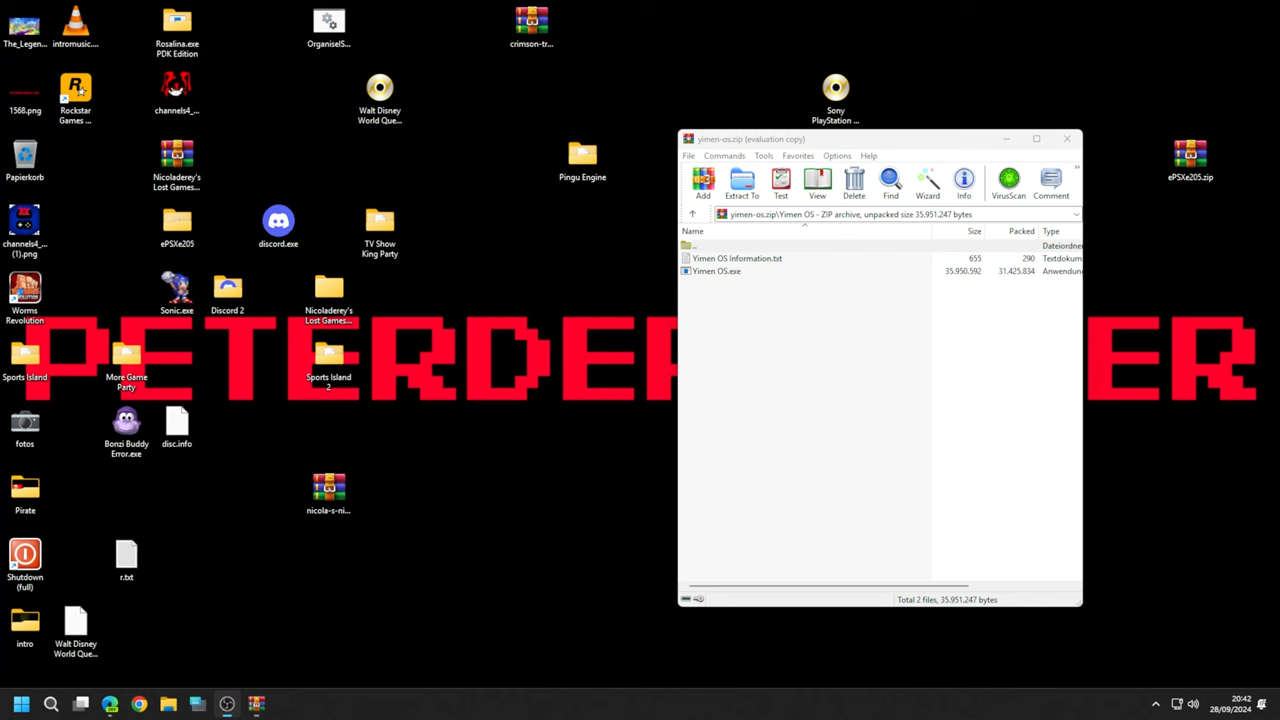 The_Legen...
intromusic....
Rosalina.exe
PDK Edition
OrganiselS...
crimson-tr...
1568.png
Rockstar
Games ...
channels4_...
Walt Disney
World Que...
Sony
PlayStation ...
Papierkorb
Nicoladerey's
Lost Games...
Pingu Engine
ePSXe205.zip
channels4_...
(1).png
ePSXe205
discord.exe
TV Show
King Party
Worms
Revolution
Sonic.exe
Discord 2
Nicoladerey's
Lost Games...
Sports Island
More Game
Party
Sports Island
2
fotos
Bonzi Buddy
Error.exe
disc.info
Pirate
nicola-s-ni...
Shutdown
(full)
r.txt
intro
Walt Disney
World Que...
yimen-os.zip (evaluation copy)
File Commands Tools Favorites Options Help
Add Extract To Test View Delete Find Wizard Info VirusScan Comment
yimen-os.zip\Yimen OS - ZIP archive, unpacked size 35.951.247 bytes
Name Size Packed Type
.. Dateiordner
Yimen OS Information.txt 655 290 Textdokum
Yimen OS.exe 35.950.592 31.425.834 Anwendun
Total 2 files, 35.951.247 bytes
20:42
28/09/2024